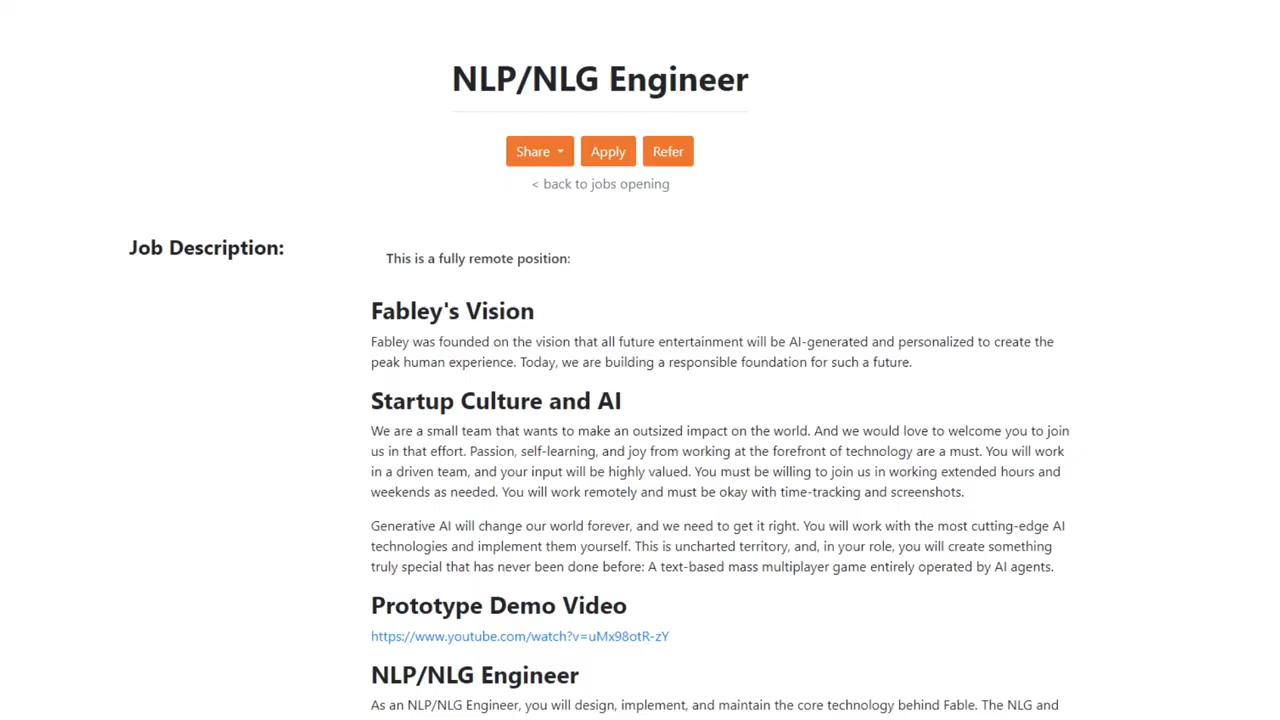 NLP/NLG Engineer
Share
Apply
Refer
< back to jobs opening
Job Description:
This is a fully remote position:
Fabley's Vision
Fabley was founded on the vision that all future entertainment will be AI-generated and personalized to create the
peak human experience. Today, we are building a responsible foundation for such a future.
Startup Culture and AI
We are a small team that wants to make an outsized impact on the world. And we would love to welcome you to join
us in that effort. Passion, self-learning, and joy from working at the forefront of technology are a must. You will work
in a driven team, and your input will be highly valued. You must be willing to join us in working extended hours and
weekends as needed. You will work remotely and must be okay with time-tracking and screenshots.
Generative AI will change our world forever, and we need to get it right. You will work with the most cutting-edge AI
technologies and implement them yourself. This is uncharted territory, and, in your role, you will create something
truly special that has never been done before: A text-based mass multiplayer game entirely operated by AI agents.
Prototype Demo Video
https://www.youtube.com/watch?v=uMx98otR-zY
NLP/NLG Engineer
As an NLP/NLG Engineer, you will design, implement, and maintain the core technology behind Fable. The NLG and